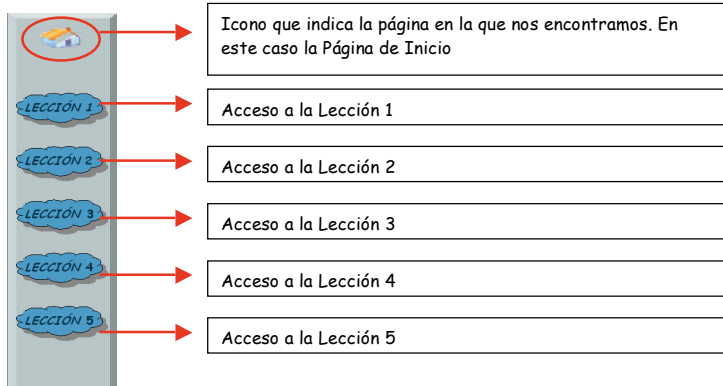 Icono que indica la página en la que nos encontramos. En
este caso la Página de Inicio
LECCIÓN 1
Acceso a la Lección 1
LECCIÓN 2
Acceso a la Lección 2
LECCIÓN 3
Acceso a la Lección 3
LECCIÓN 4
Acceso a la Lección 4
LECCIÓN 5
Acceso a la Lección 5